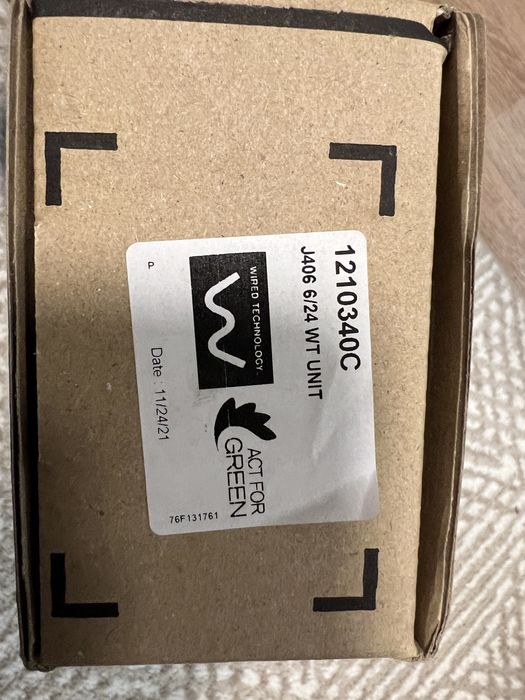 1210340C
J406 6/24 WT UNIT
WIRED TECHNOLOGY
ACT FOR
GREEN
P
Date : 11/24/21
76F131761